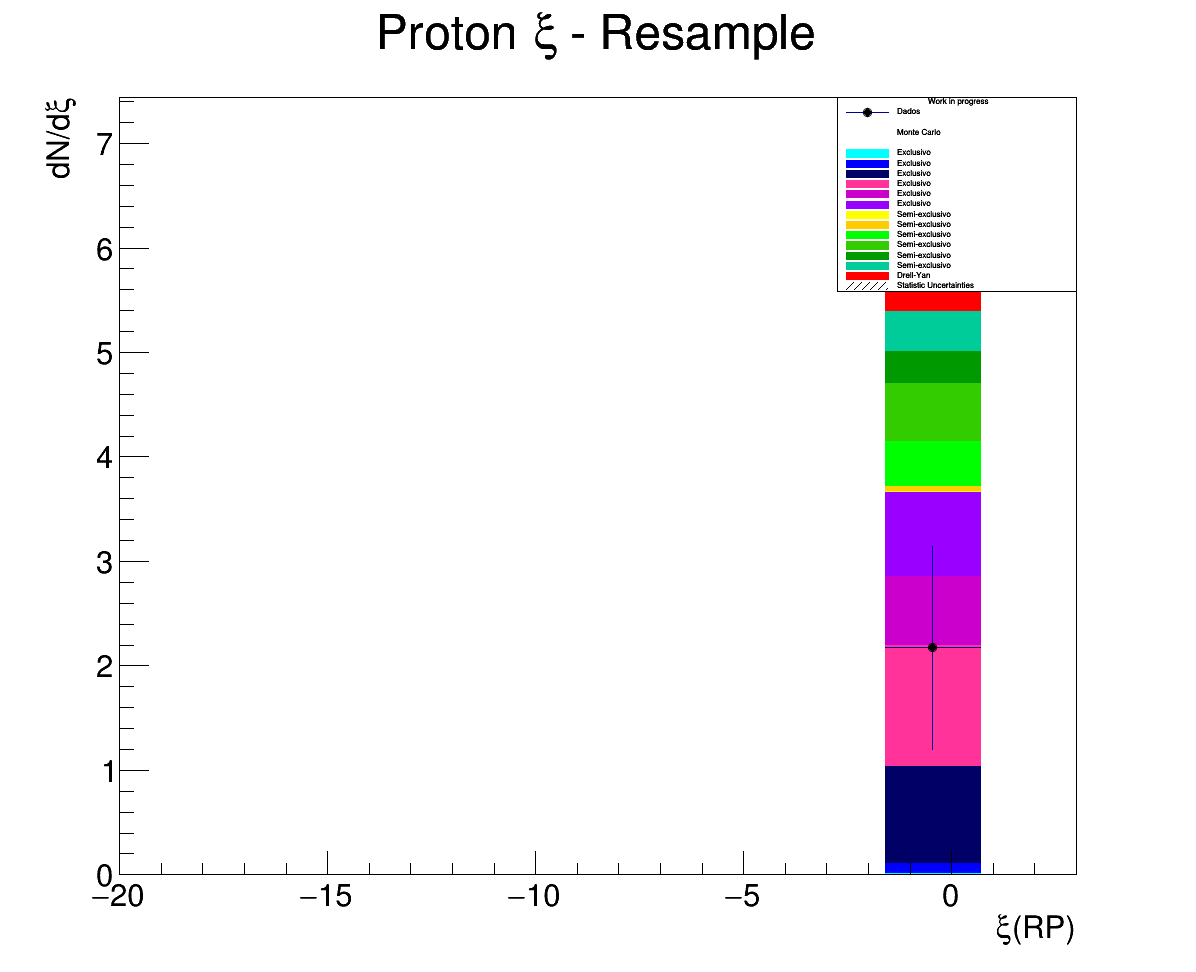 Proton ξ - Resample
dN/dξ
Work in progress
Dados
Monte Carlo
Exclusivo
Exclusivo
Exclusivo
Exclusivo
Exclusivo
Exclusivo
Semi-exclusivo
Semi-exclusivo
Semi-exclusivo
Semi-exclusivo
Semi-exclusivo
Semi-exclusivo
Drell-Yan
Statistic Uncertainties
7
6
5
4
3
2
1
0
−20 −15 −10 −5 0
ξ(RP)